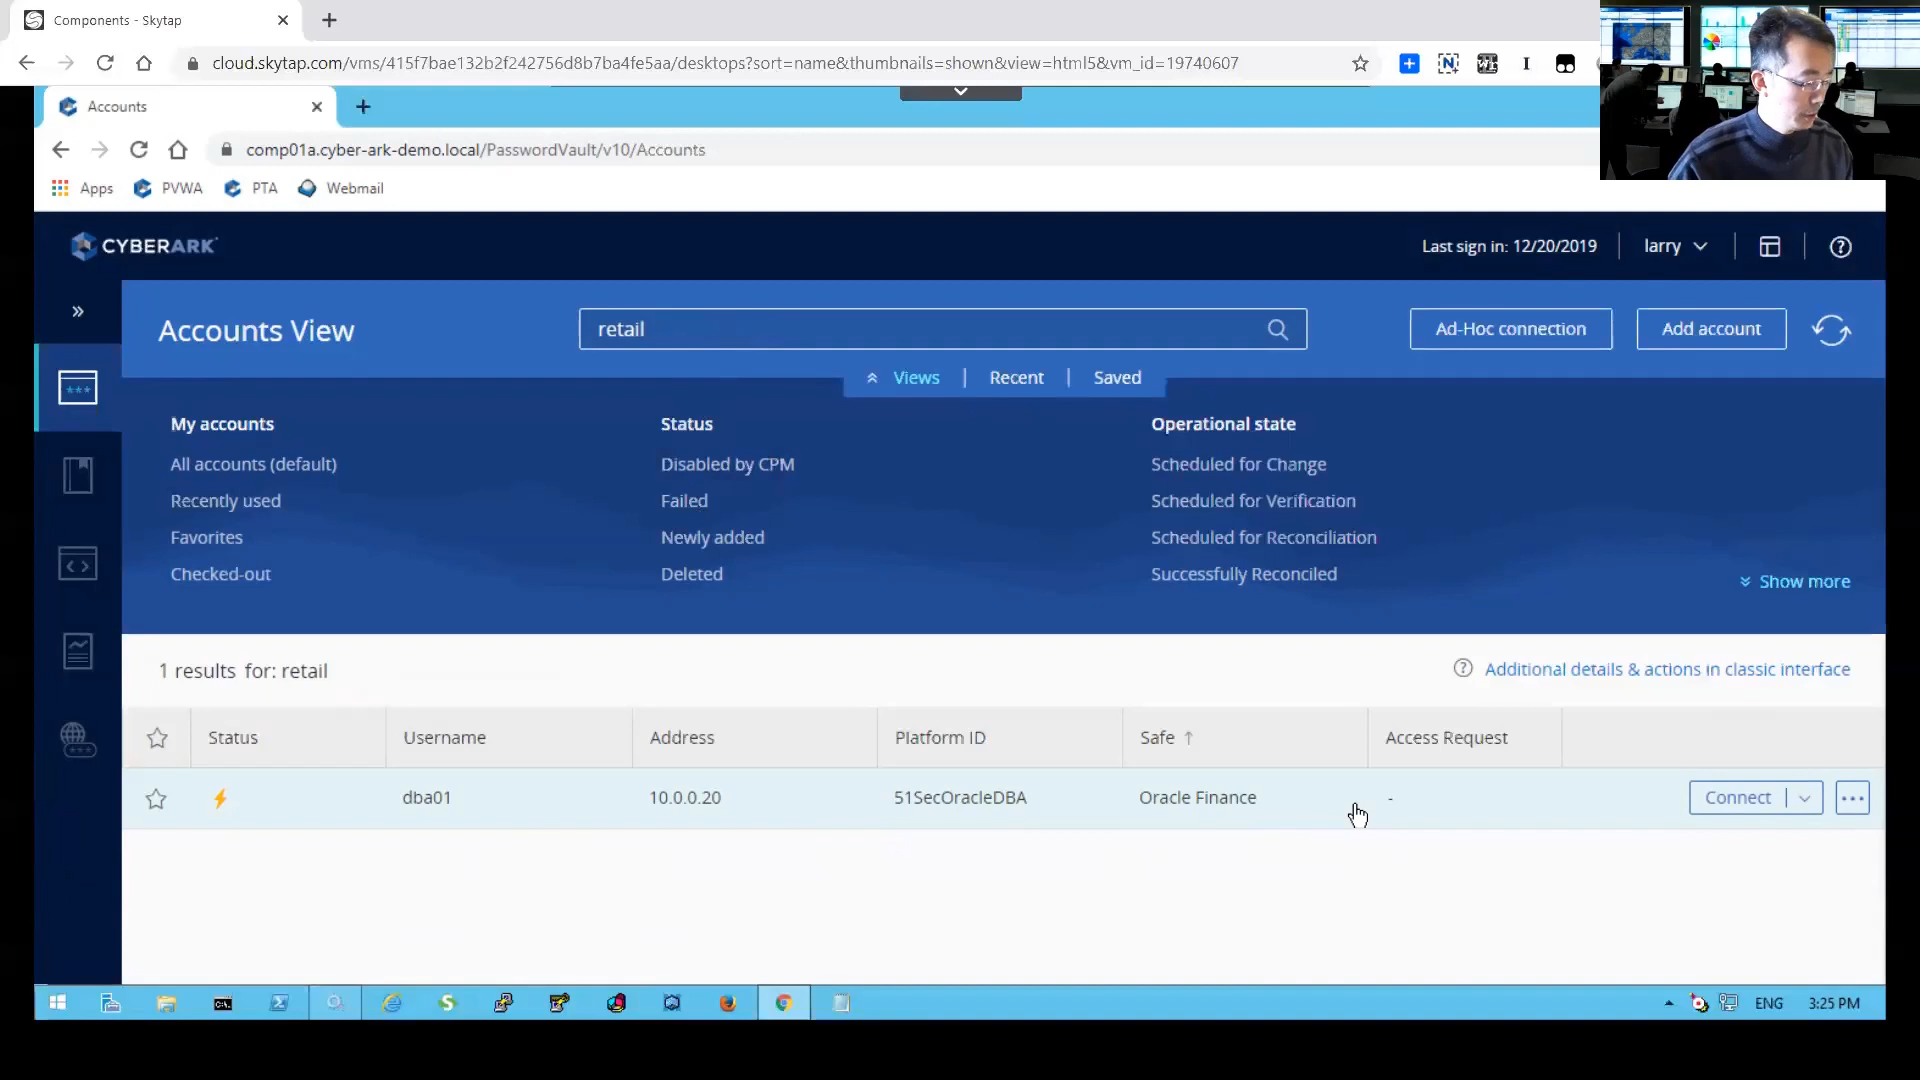 Components - Skytap
cloud.skytap.com/vms/415f7bae132b2f242756d8b7ba4fe5aa/desktops?sort=name&thumbnails=shown&view=html5&vm_id=19740607
Accounts
comp01a.cyber-ark-demo.local/PasswordVault/v10/Accounts
Apps PVWA PTA Webmail
CYBERARK
Last sign in: 12/20/2019 larry
Accounts View retail Ad-Hoc connection Add account
Views | Recent | Saved
My accounts Status Operational state
All accounts (default) Disabled by CPM Scheduled for Change
Recently used Failed Scheduled for Verification
Favorites Newly added Scheduled for Reconciliation
Checked-out Deleted Successfully Reconciled
Show more
1 results for: retail Additional details & actions in classic interface
Status Username Address Platform ID Safe ↑ Access Request
dba01 10.0.0.20 51SecOracleDBA Oracle Finance - Connect
ENG 3:25 PM